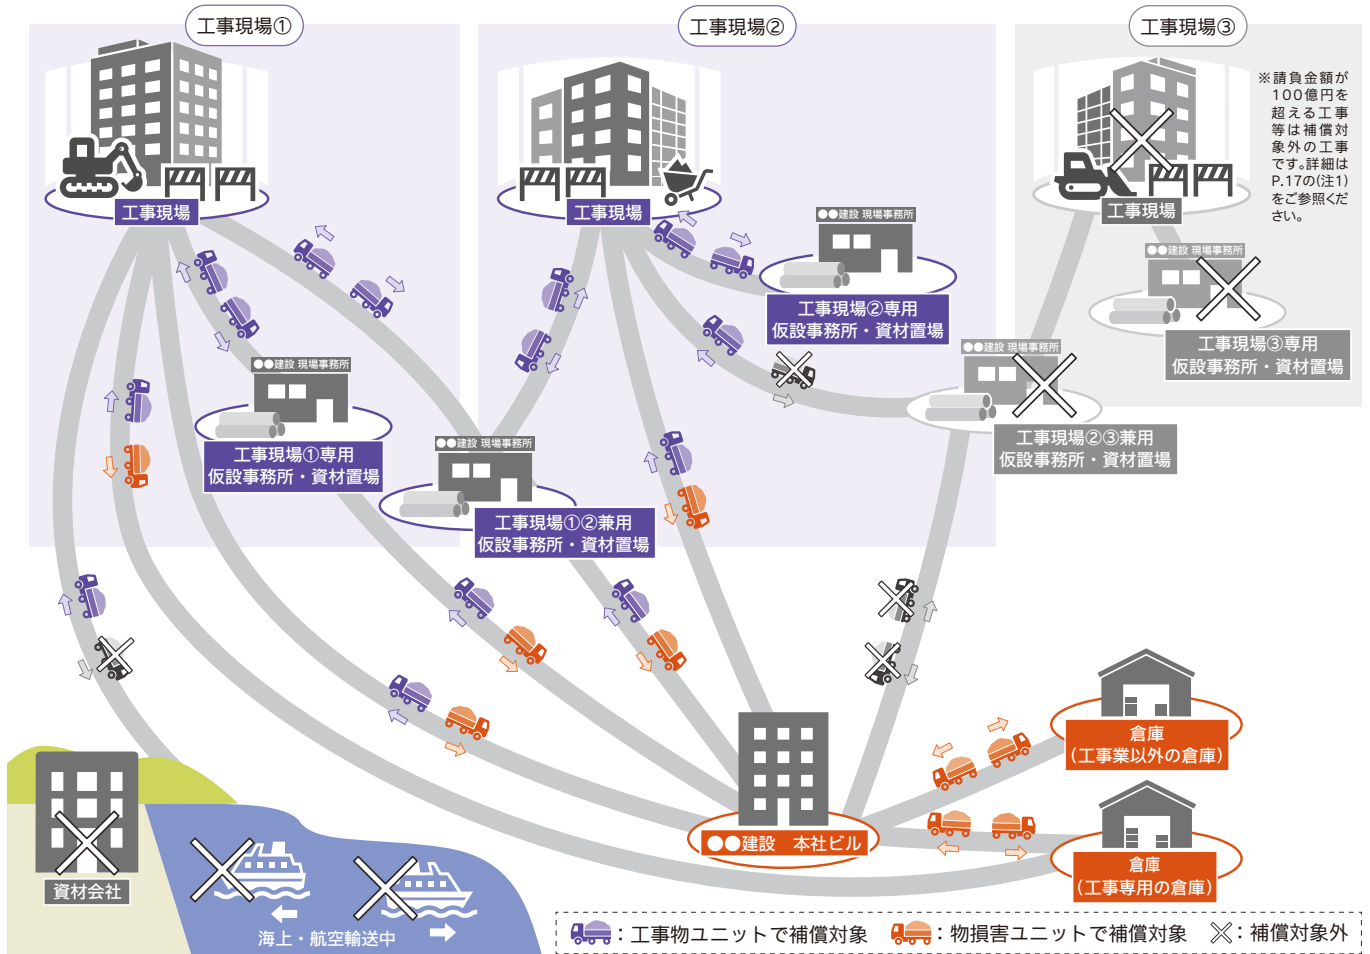 工事現場①
工事現場②
工事現場③
※請負金額が
100億円を
超える工事
等は補償対
象外の工事
です。詳細は
P.17の(注1)
をご参照くだ
さい。
工事現場
工事現場
工事現場
●●建設 現場事務所
工事現場②専用
仮設事務所・資材置場
●●建設 現場事務所
工事現場③専用
仮設事務所・資材置場
●●建設 現場事務所
工事現場①専用
仮設事務所・資材置場
●●建設 現場事務所
工事現場②③兼用
仮設事務所・資材置場
●●建設 現場事務所
工事現場①②兼用
仮設事務所・資材置場
倉庫
(工事業以外の倉庫)
●●建設 本社ビル
倉庫
(工事専用の倉庫)
資材会社
海上・航空輸送中
：工事物ユニットで補償対象
：物損害ユニットで補償対象
：補償対象外